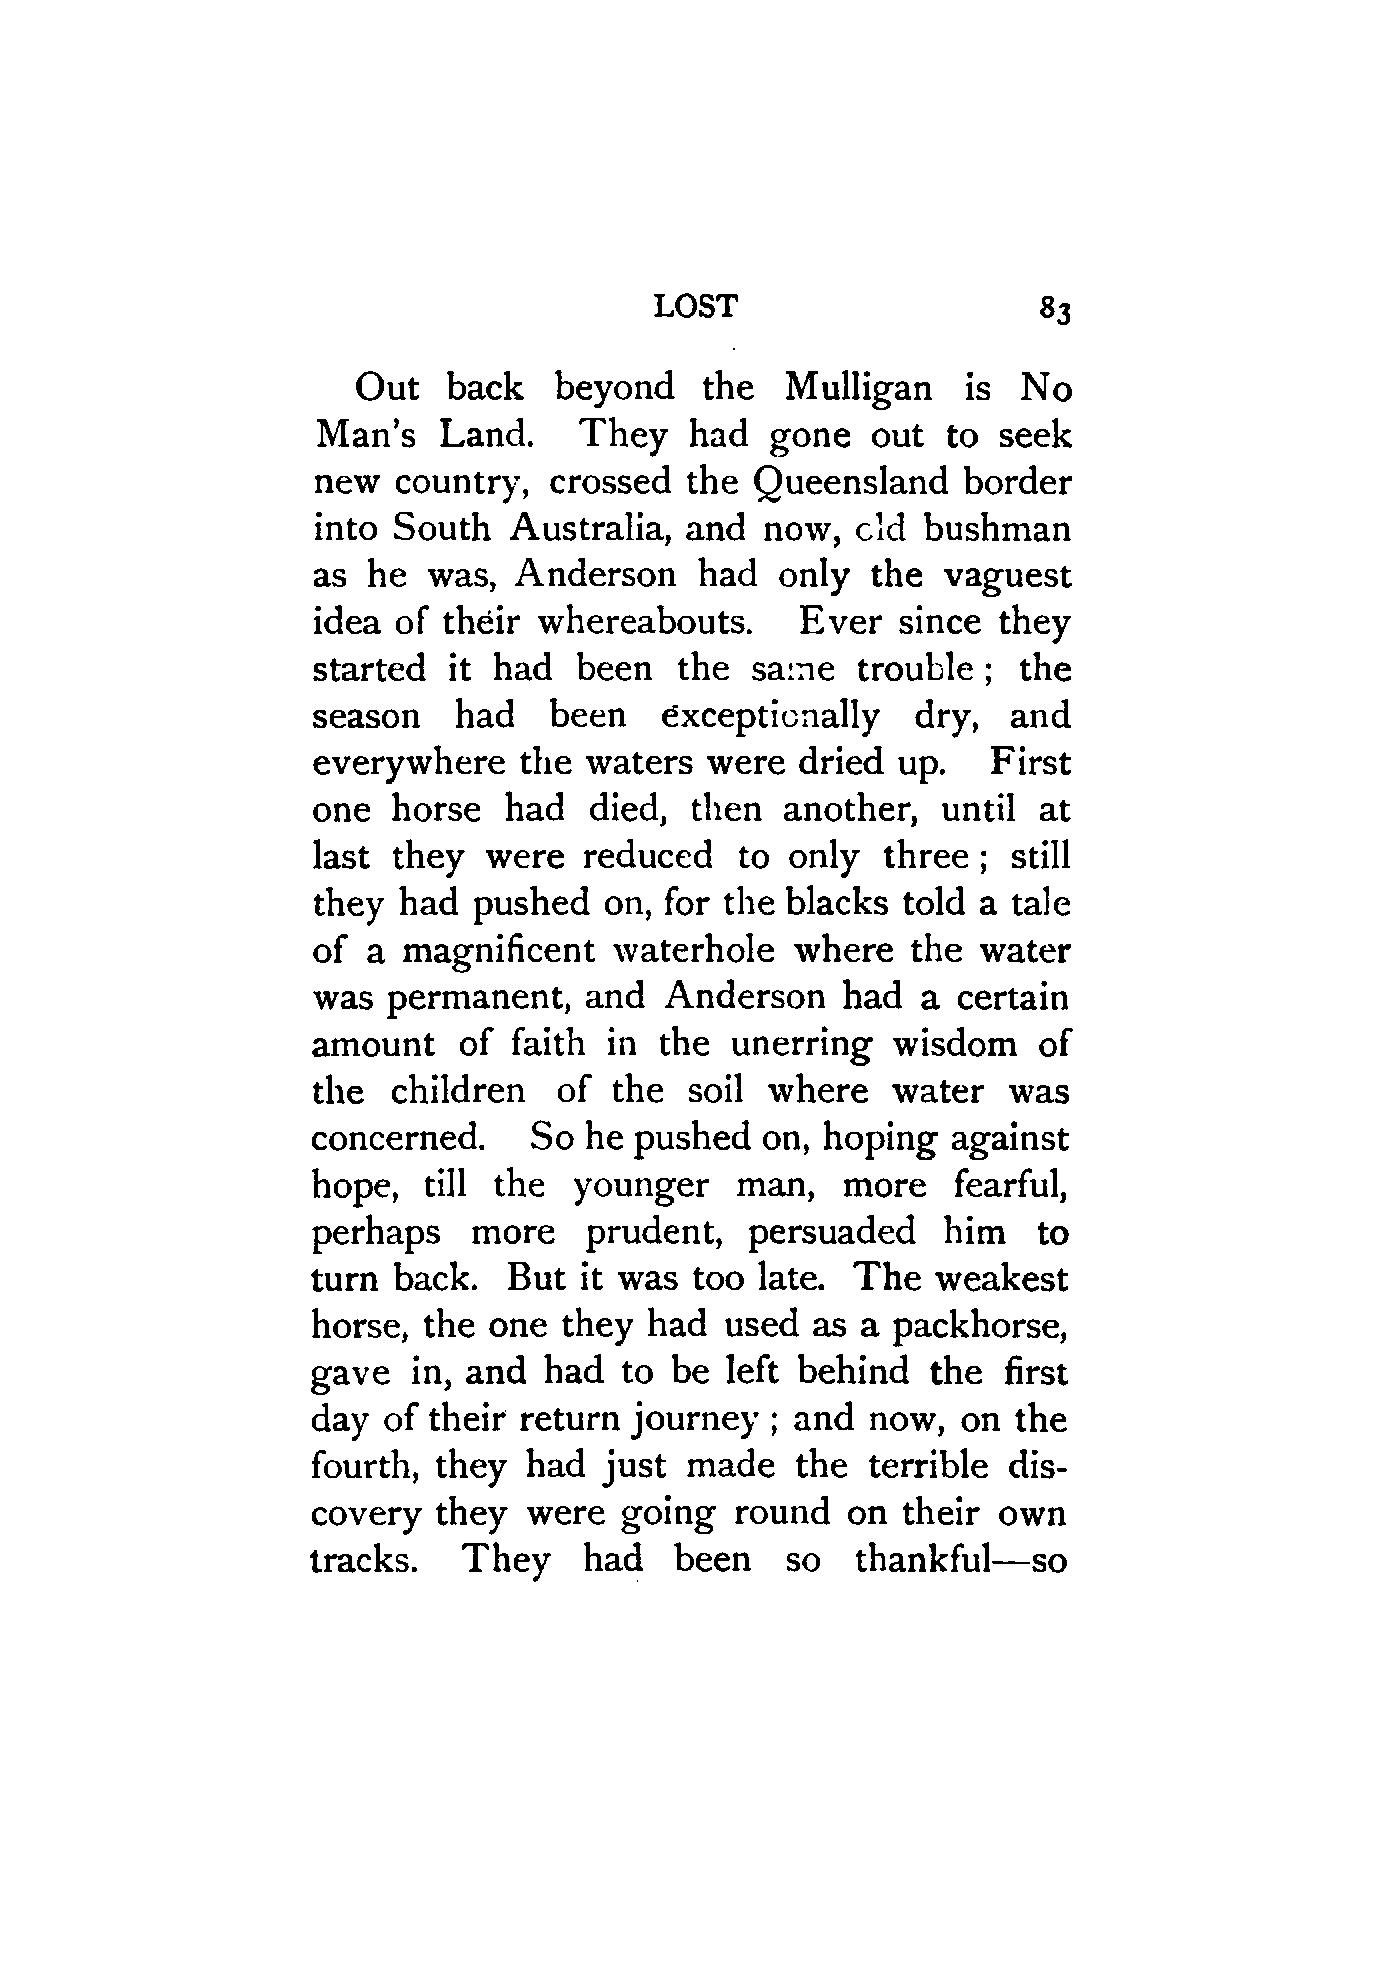 LOST 83
Out back beyond the Mulligan is No
Man's Land. They had gone out to seek
new country, crossed the Queensland border
into South Australia, and now, old bushman
as he was, Anderson had only the vaguest
idea of their whereabouts. Ever since they
started it had been the same trouble ; the
season had been exceptionally dry, and
everywhere the waters were dried up. First
one horse had died, then another, until at
last they were reduced to only three ; still
they had pushed on, for the blacks told a tale
of a magnificent waterhole where the water
was permanent, and Anderson had a certain
amount of faith in the unerring wisdom of
the children of the soil where water was
concerned. So he pushed on, hoping against
hope, till the younger man, more fearful,
perhaps more prudent, persuaded him to
turn back. But it was too late. The weakest
horse, the one they had used as a packhorse,
gave in, and had to be left behind the first
day of their return journey ; and now, on the
fourth, they had just made the terrible dis-
covery they were going round on their own
tracks. They had been so thankful—so